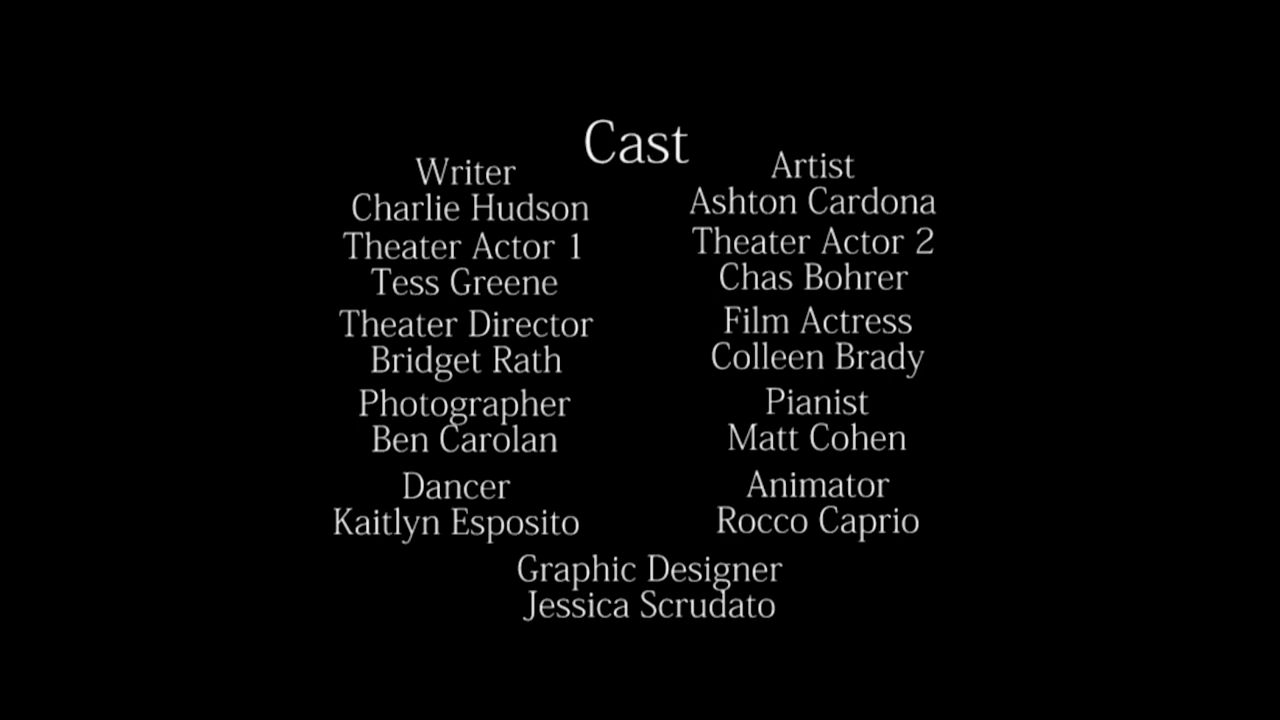 Cast
Writer
Charlie Hudson
Theater Actor 1
Tess Greene
Theater Director
Bridget Rath
Photographer
Ben Carolan
Dancer
Kaitlyn Esposito
Artist
Ashton Cardona
Theater Actor 2
Chas Bohrer
Film Actress
Colleen Brady
Pianist
Matt Cohen
Animator
Rocco Caprio
Graphic Designer
Jessica Scrudato